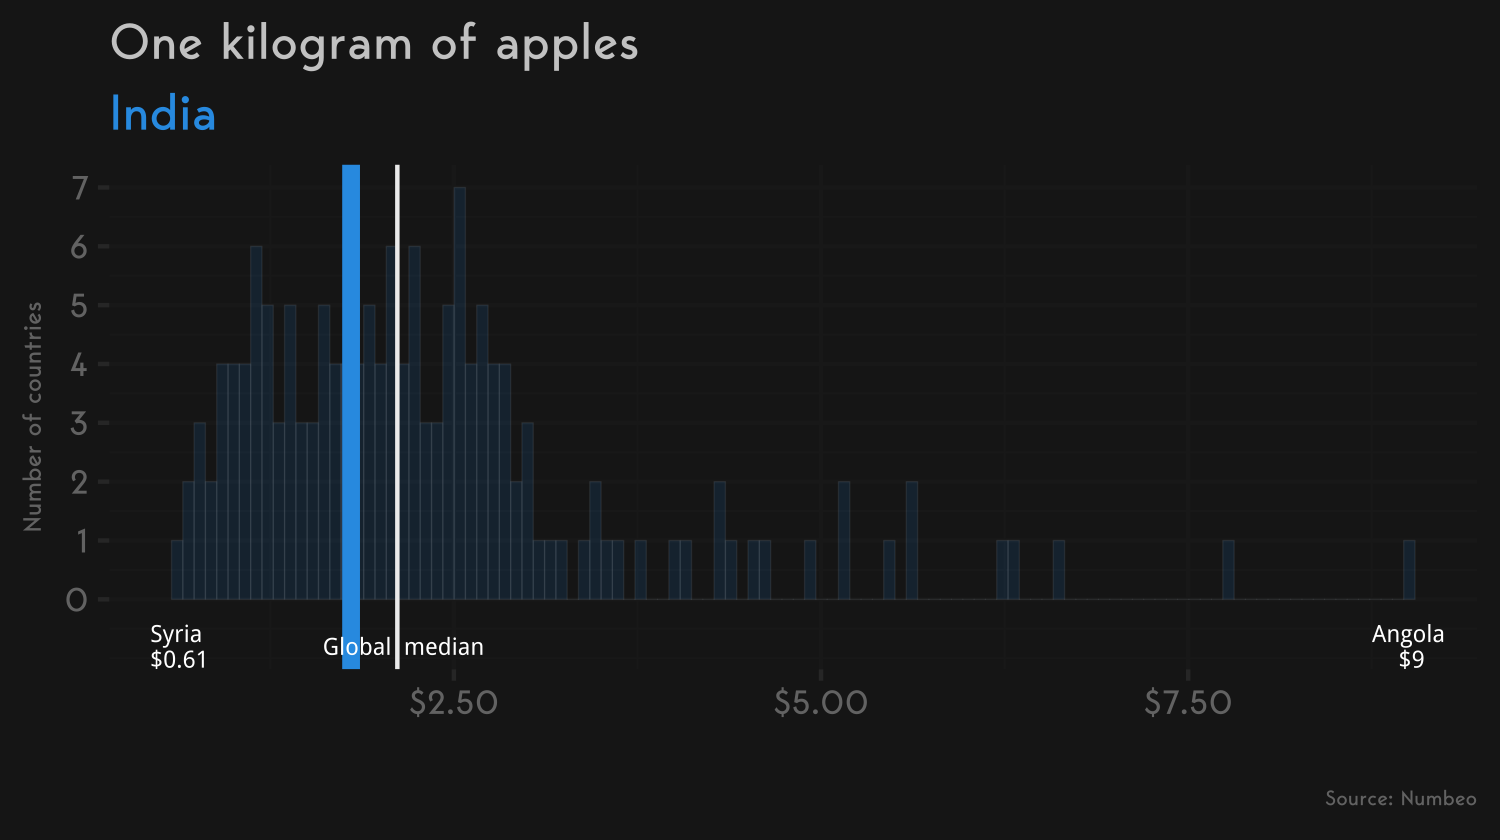 One kilogram of apples
India
Number of countries
7
6
5
4
3
2
1
0
Syria
$0.61
Global median
Angola
$9
$2.50
$5.00
$7.50
Source: Numbeo